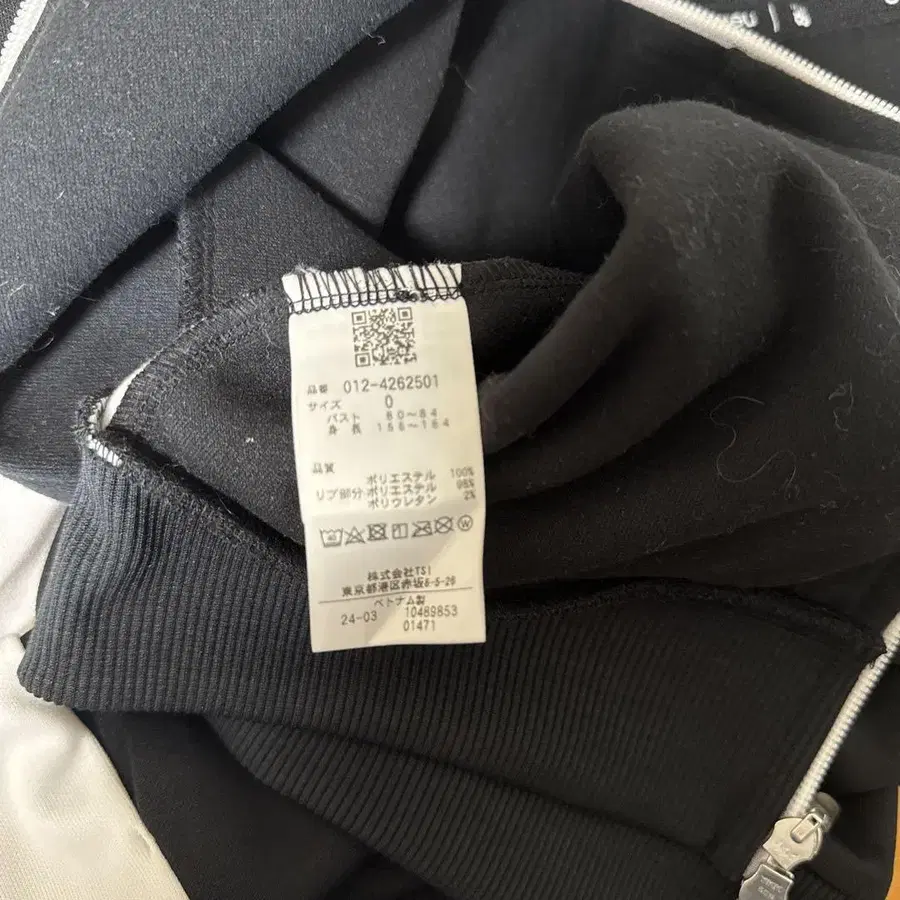 品番 012-4262501
サイズ 0
バスト 80〜84
身長 156〜164
品質
ポリエステル 100%
リブ部分 ポリエステル 98%
ポリウレタン 2%
40
W
株式会社TSI
東京都港区赤坂8-5-26
ベトナム製
24-03 10489853
01471